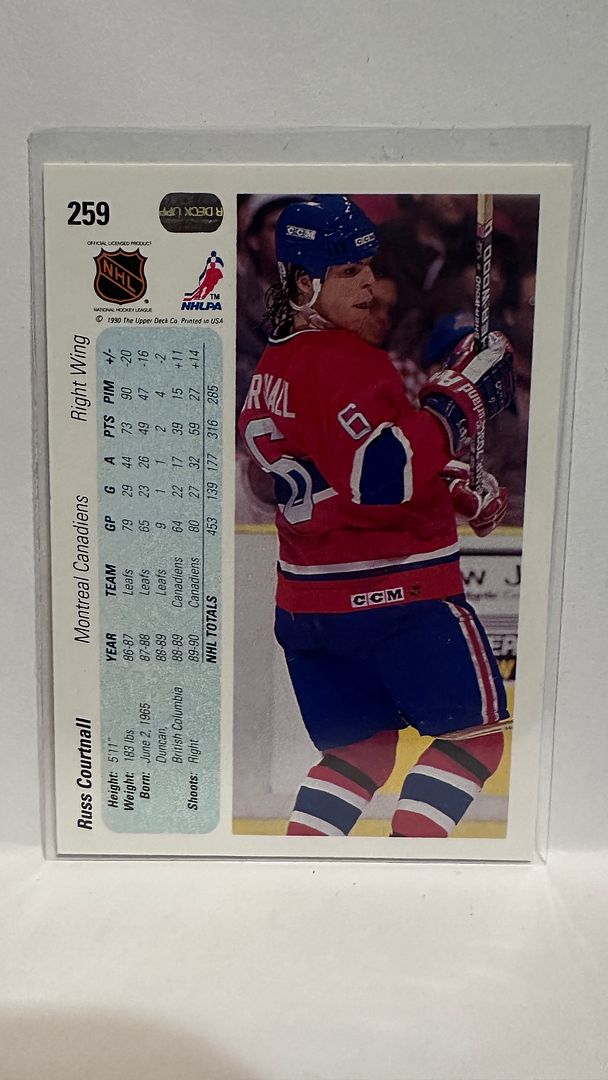 259
R DECK UPP
OFFICIAL LICENSED PRODUCT
NHL
NATIONAL HOCKEY LEAGUE
NHLPA
TM
© 1990 The Upper Deck Co. Printed in USA
Russ Courtnall Montreal Canadiens Right Wing
Height: 5'11"
Weight: 183 lbs
Born: June 2, 1965
Duncan,
British Columbia
Shoots: Right
YEAR TEAM GP G A PTS PIM +/-
86-87 Leafs 79 29 44 73 90 -20
87-88 Leafs 65 23 26 49 47 -16
88-89 Leafs 9 1 1 2 4 -2
88-89 Canadiens 64 22 17 39 15 +11
89-90 Canadiens 80 27 32 59 27 +14
NHL TOTALS 453 139 177 316 285
CCM
RTNALL
6
6
CCM
W J